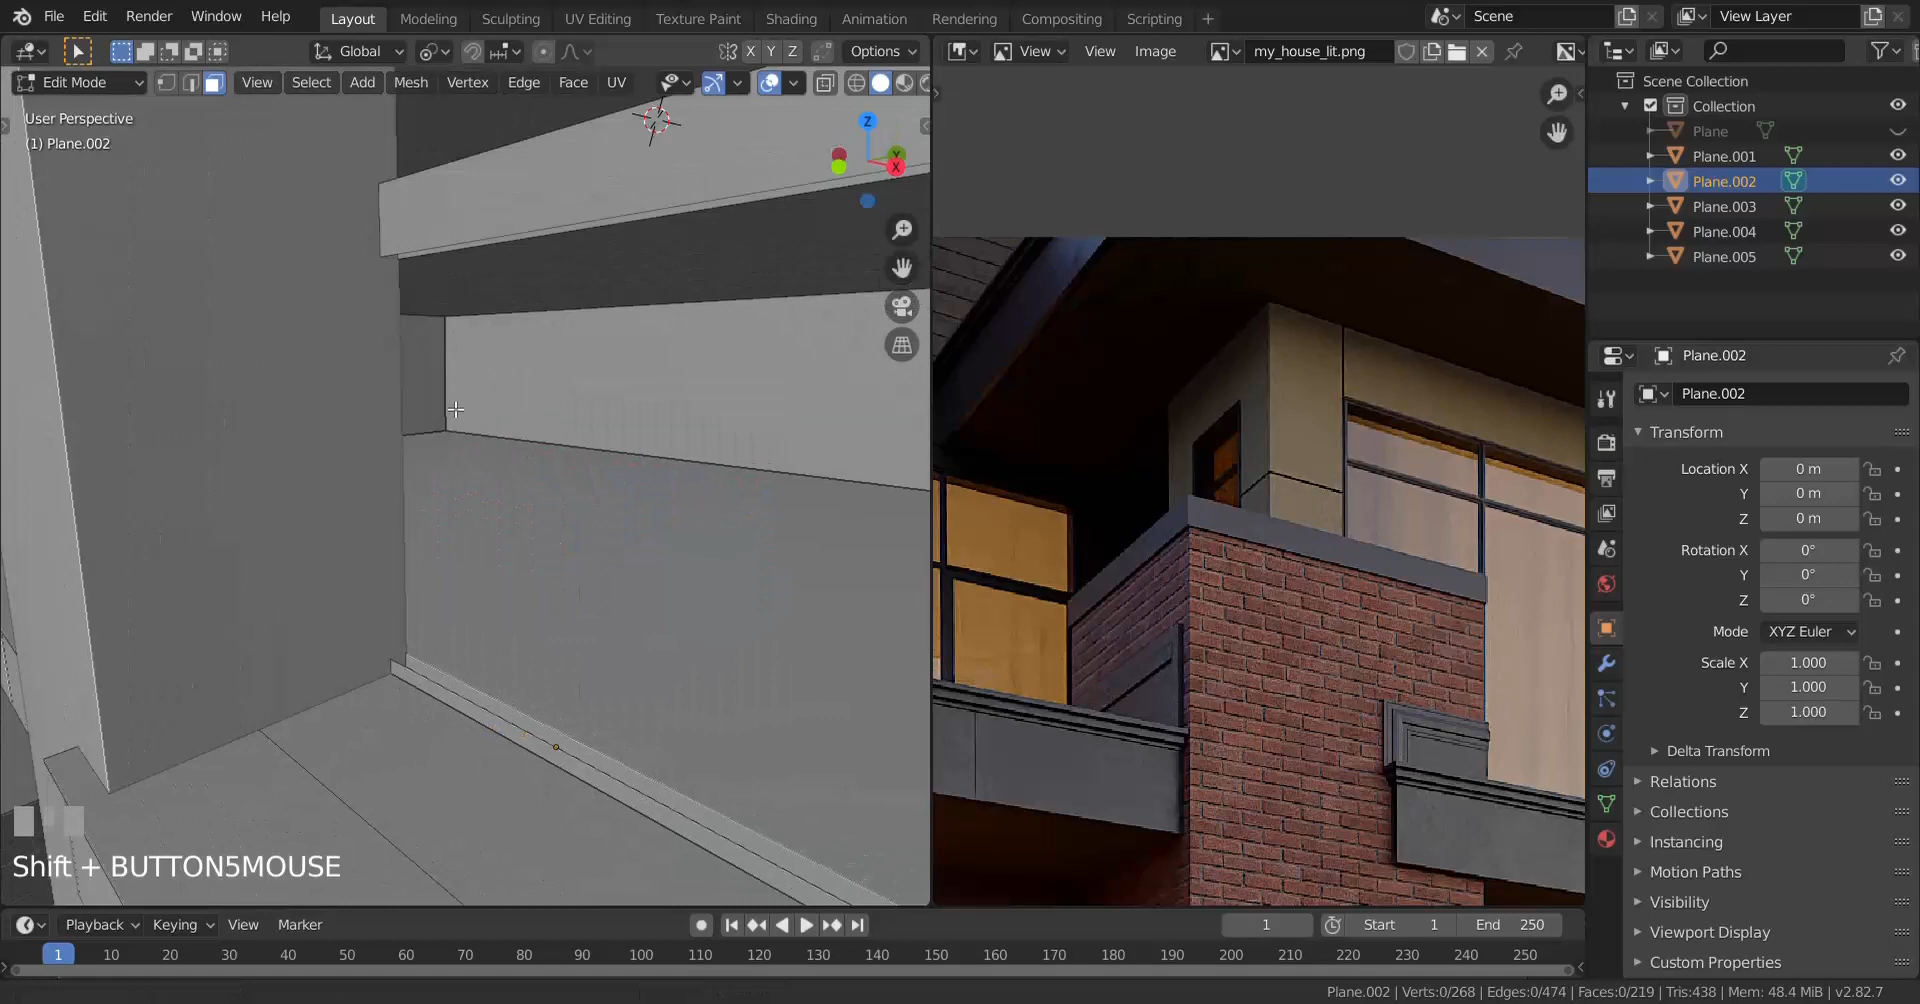 File Edit Render Window Help Layout Modeling Sculpting UV Editing Texture Paint Shading Animation Rendering Compositing Scripting + Scene View Layer
Global X Y Z Options View View Image my_house_lit.png
Edit Mode View Select Add Mesh Vertex Edge Face UV
Scene Collection
Collection
Plane
Plane.001
Plane.002
Plane.003
Plane.004
Plane.005
User Perspective
(1) Plane.002
Z
Y
X
Plane.002
Plane.002
Transform
Location X 0 m
Y 0 m
Z 0 m
Rotation X 0°
Y 0°
Z 0°
Mode XYZ Euler
Scale X 1.000
Y 1.000
Z 1.000
Delta Transform
Relations
Collections
Instancing
Motion Paths
Visibility
Viewport Display
Custom Properties
Shift + BUTTON5MOUSE
Playback Keying View Marker 1 Start 1 End 250
1 10 20 30 40 50 60 70 80 90 100 110 120 130 140 150 160 170 180 190 200 210 220 230 240 250
Plane.002 | Verts:0/268 | Edges:0/474 | Faces:0/219 | Tris:438 | Mem: 48.4 MiB | v2.82.7